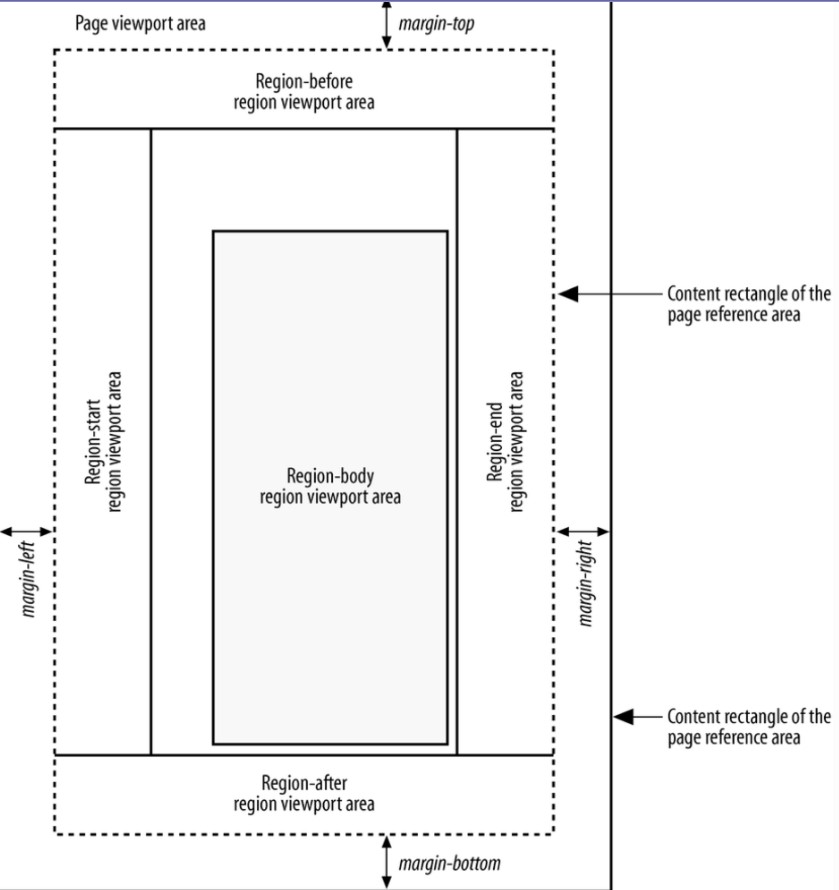 Page viewport area
margin-top
Region-before
region viewport area
Content rectangle of the
page reference area
Region-start
region viewport area
Region-end
region viewport area
Region-body
region viewport area
margin-left
margin-right
Content rectangle of the
page reference area
Region-after
region viewport area
margin-bottom